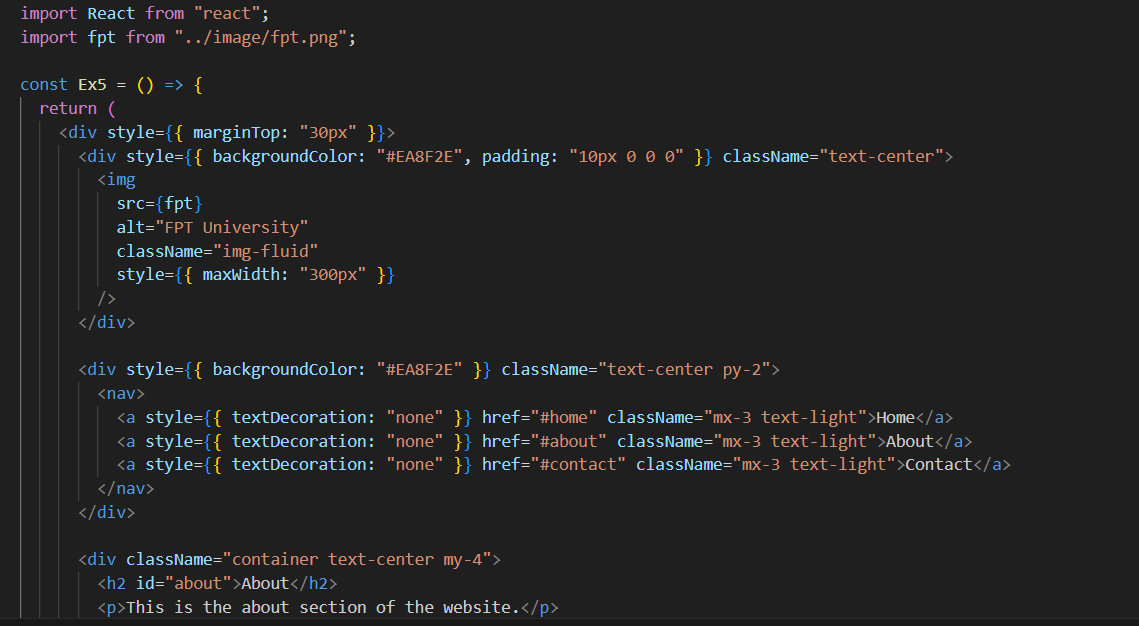 import React from "react";
import fpt from "../image/fpt.png";

const Ex5 = () => {
  return (
    <div style={{ marginTop: "30px" }}>
      <div style={{ backgroundColor: "#EA8F2E", padding: "10px 0 0 0" }} className="text-center">
        <img
          src={fpt}
          alt="FPT University"
          className="img-fluid"
          style={{ maxWidth: "300px" }}
        />
      </div>

      <div style={{ backgroundColor: "#EA8F2E" }} className="text-center py-2">
        <nav>
          <a style={{ textDecoration: "none" }} href="#home" className="mx-3 text-light">Home</a>
          <a style={{ textDecoration: "none" }} href="#about" className="mx-3 text-light">About</a>
          <a style={{ textDecoration: "none" }} href="#contact" className="mx-3 text-light">Contact</a>
        </nav>
      </div>

      <div className="container text-center my-4">
        <h2 id="about">About</h2>
        <p>This is the about section of the website.</p>